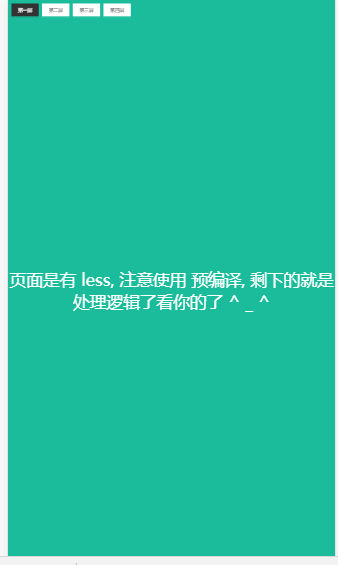 第一屏 第二屏 第三屏 第四屏
页面是有 less, 注意使用 预编译, 剩下的就是
处理逻辑了看你的了 ^ _ ^